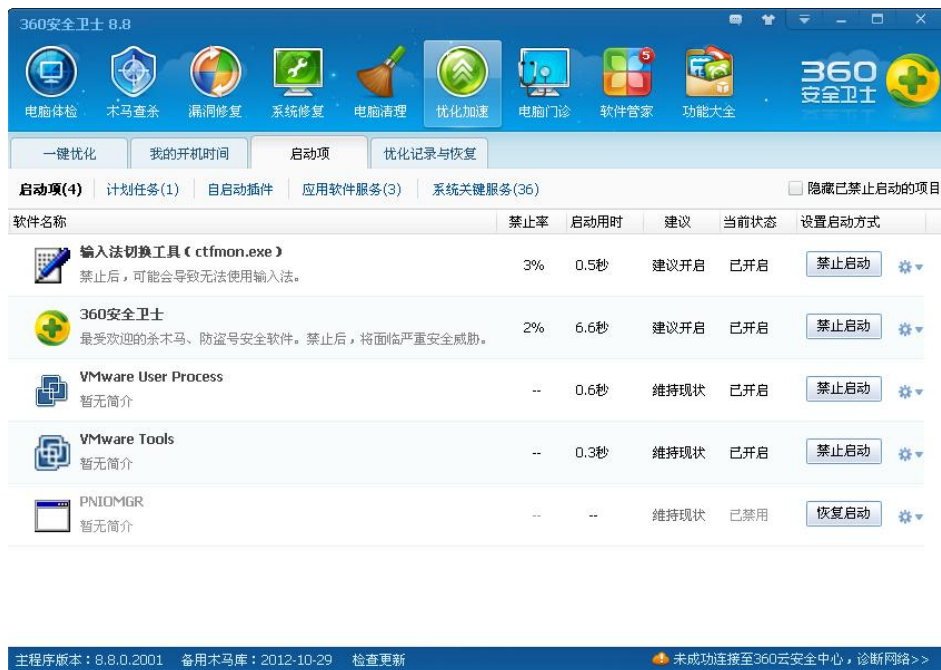 360安全卫士 8.8
5
电脑体检 木马查杀 漏洞修复 系统修复 电脑清理 优化加速 电脑门诊 软件管家 功能大全
360
安全卫士
一键优化 我的开机时间 启动项 优化记录与恢复
启动项(4) 计划任务(1) 自启动插件 应用软件服务(3) 系统关键服务(36) 隐藏已禁止启动的项目
软件名称 禁止率 启动用时 建议 当前状态 设置启动方式
输入法切换工具(ctfmon.exe)
禁止后,可能会导致无法使用输入法。
3% 0.5秒 建议开启 已开启 禁止启动
360安全卫士
最受欢迎的杀木马、防盗号安全软件。禁止后,将面临严重安全威胁。
2% 6.6秒 建议开启 已开启 禁止启动
VMware User Process
暂无简介
-- 0.6秒 维持现状 已开启 禁止启动
VMware Tools
暂无简介
-- 0.3秒 维持现状 已开启 禁止启动
PNIOMGR
暂无简介
-- -- 维持现状 已禁用 恢复启动
主程序版本:8.8.0.2001 备用木马库:2012-10-29 检查更新 未成功连接至360云安全中心,诊断网络>>